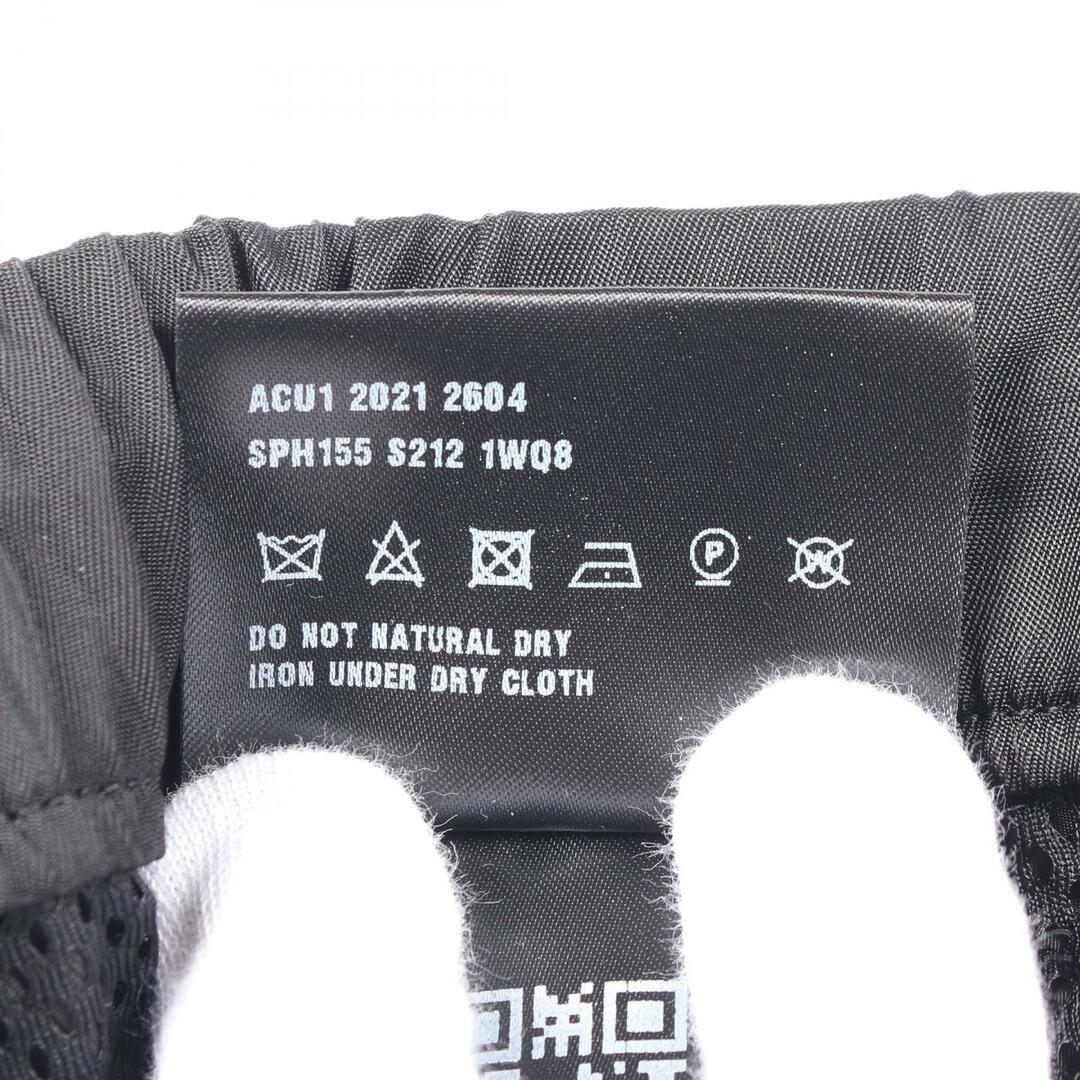 ACU1 2021 2604
SPH155 S212 1WQ8
P
W
DO NOT NATURAL DRY
IRON UNDER DRY CLOTH